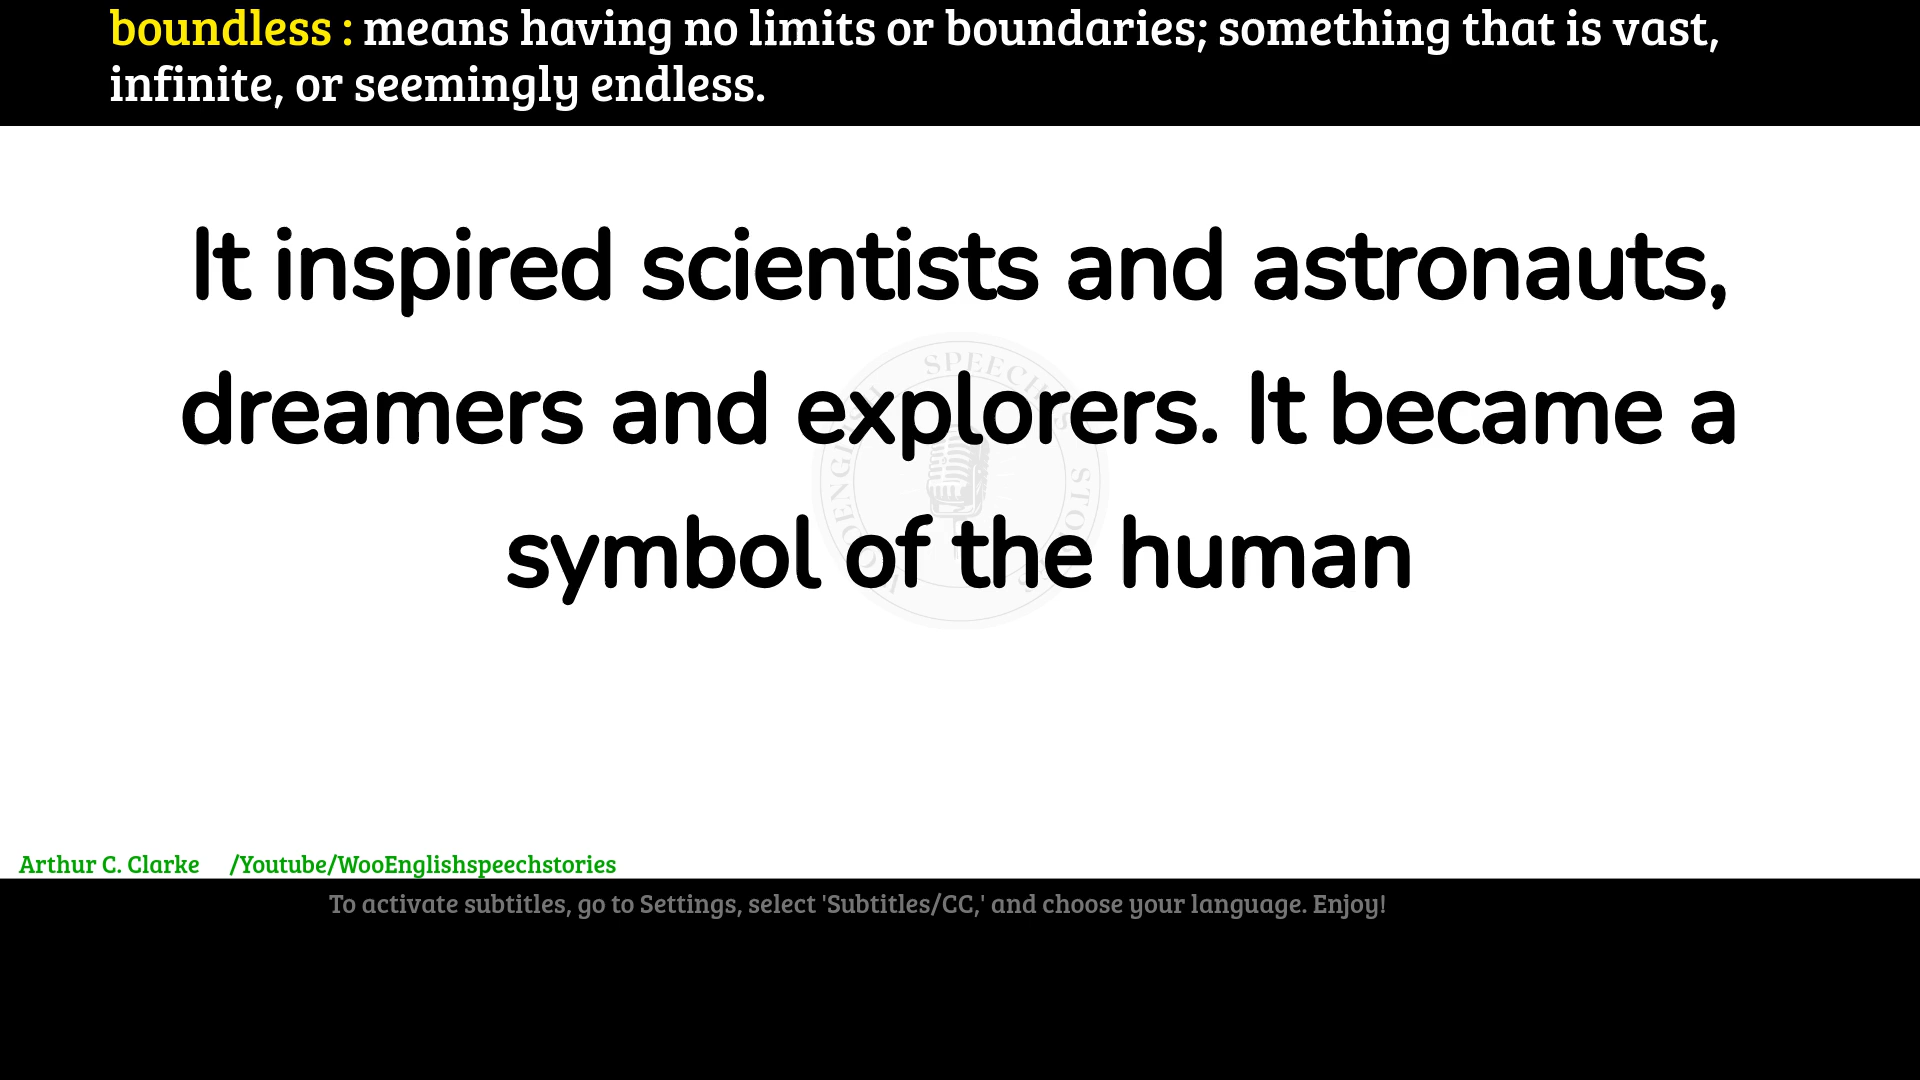 boundless : means having no limits or boundaries; something that is vast,
infinite, or seemingly endless.
It inspired scientists and astronauts,
dreamers and explorers. It became a
symbol of the human
Arthur C. Clarke /Youtube/WooEnglishspeechstories
To activate subtitles, go to Settings, select 'Subtitles/CC,' and choose your language. Enjoy!